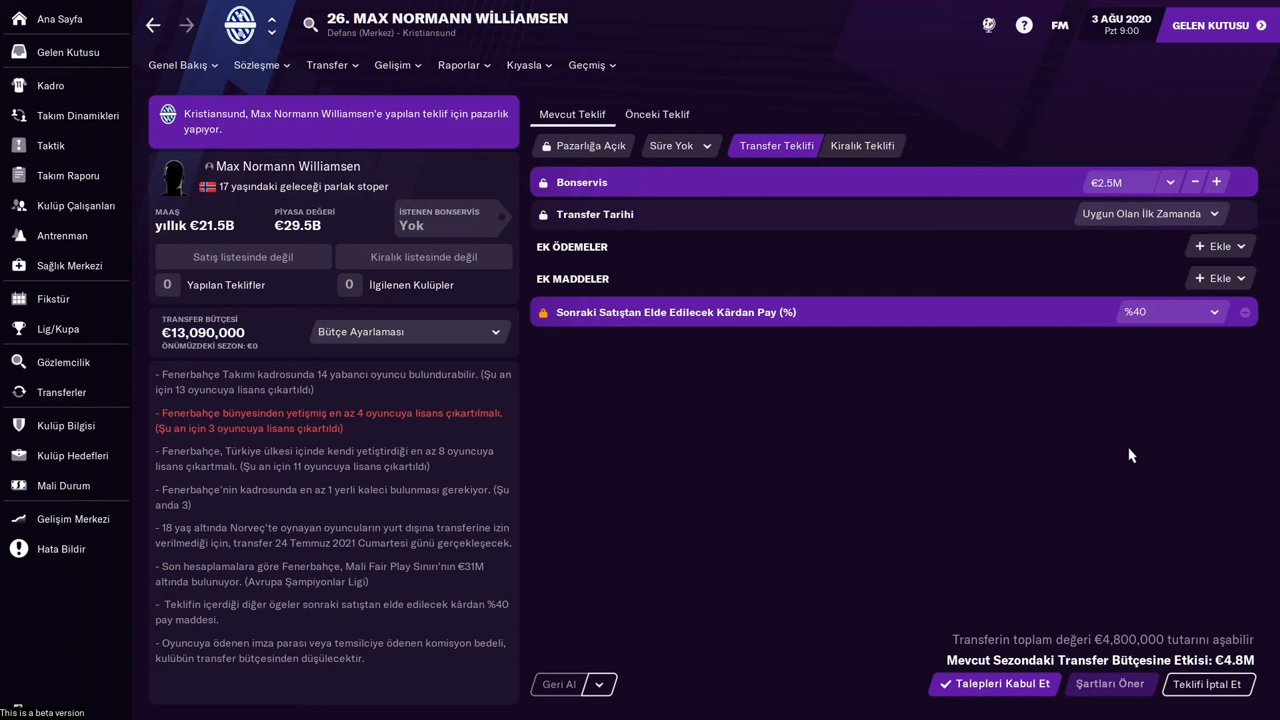 Ana Sayfa
Gelen Kutusu
Kadro
Takım Dinamikleri
Taktik
Takım Raporu
Kulüp Çalışanları
Antrenman
Sağlık Merkezi
Fikstür
Lig/Kupa
Gözlemcilik
Transferler
Kulüp Bilgisi
Kulüp Hedefleri
Mali Durum
Gelişim Merkezi
Hata Bildir
This is a beta version
26. MAX NORMANN WİLLİAMSEN
Defans (Merkez) - Kristiansund
FM
3 AĞU 2020
Pzt 9:00
GELEN KUTUSU
Genel Bakış
Sözleşme
Transfer
Gelişim
Raporlar
Kıyasla
Geçmiş
Kristiansund, Max Normann Williamsen'e yapılan teklif için pazarlık
yapıyor.
Max Normann Williamsen
17 yaşındaki geleceği parlak stoper
MAAŞ
yıllık €21.5B
PİYASA DEĞERİ
€29.5B
İSTENEN BONSERVİS
Yok
Satış listesinde değil
Kiralık listesinde değil
0 Yapılan Teklifler
0 İlgilenen Kulüpler
TRANSFER BÜTÇESİ
€13,090,000
ÖNÜMÜZDEKİ SEZON: €0
Bütçe Ayarlaması
- Fenerbahçe Takımı kadrosunda 14 yabancı oyuncu bulundurabilir. (Şu an
için 13 oyuncuya lisans çıkartıldı)
- Fenerbahçe bünyesinden yetişmiş en az 4 oyuncuya lisans çıkartılmalı.
(Şu an için 3 oyuncuya lisans çıkartıldı)
- Fenerbahçe, Türkiye ülkesi içinde kendi yetiştirdiği en az 8 oyuncuya
lisans çıkartmalı. (Şu an için 11 oyuncuya lisans çıkartıldı)
- Fenerbahçe'nin kadrosunda en az 1 yerli kaleci bulunması gerekiyor. (Şu
anda 3)
- 18 yaş altında Norveç'te oynayan oyuncuların yurt dışına transferine izin
verilmediği için, transfer 24 Temmuz 2021 Cumartesi günü gerçekleşecek.
- Son hesaplamalara göre Fenerbahçe, Mali Fair Play Sınırı'nın €31M
altında bulunuyor. (Avrupa Şampiyonlar Ligi)
- Teklifin içerdiği diğer ögeler sonraki satıştan elde edilecek kârdan %40
pay maddesi.
- Oyuncuya ödenen imza parası veya temsilciye ödenen komisyon bedeli,
kulübün transfer bütçesinden düşülecektir.
Mevcut Teklif
Önceki Teklif
Pazarlığa Açık
Süre Yok
Transfer Teklifi
Kiralık Teklifi
Bonservis
€2.5M
Transfer Tarihi
Uygun Olan İlk Zamanda
EK ÖDEMELER
+ Ekle
EK MADDELER
+ Ekle
Sonraki Satıştan Elde Edilecek Kârdan Pay (%)
%40
Transferin toplam değeri €4,800,000 tutarını aşabilir
Mevcut Sezondaki Transfer Bütçesine Etkisi: €4.8M
Geri Al
Talepleri Kabul Et
Şartları Öner
Teklifi İptal Et